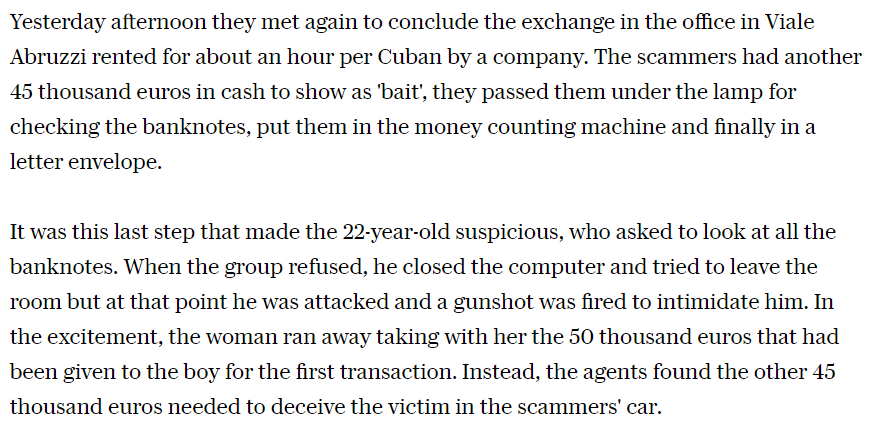 Yesterday afternoon they met again to conclude the exchange in the office in Viale
Abruzzi rented for about an hour per Cuban by a company. The scammers had another
45 thousand euros in cash to show as 'bait', they passed them under the lamp for
checking the banknotes, put them in the money counting machine and finally in a
letter envelope.
It was this last step that made the 22-year-old suspicious, who asked to look at all the
banknotes. When the group refused, he closed the computer and tried to leave the
room but at that point he was attacked and a gunshot was fired to intimidate him. In
the excitement, the woman ran away taking with her the 50 thousand euros that had
been given to the boy for the first transaction. Instead, the agents found the other 45
thousand euros needed to deceive the victim in the scammers' car.